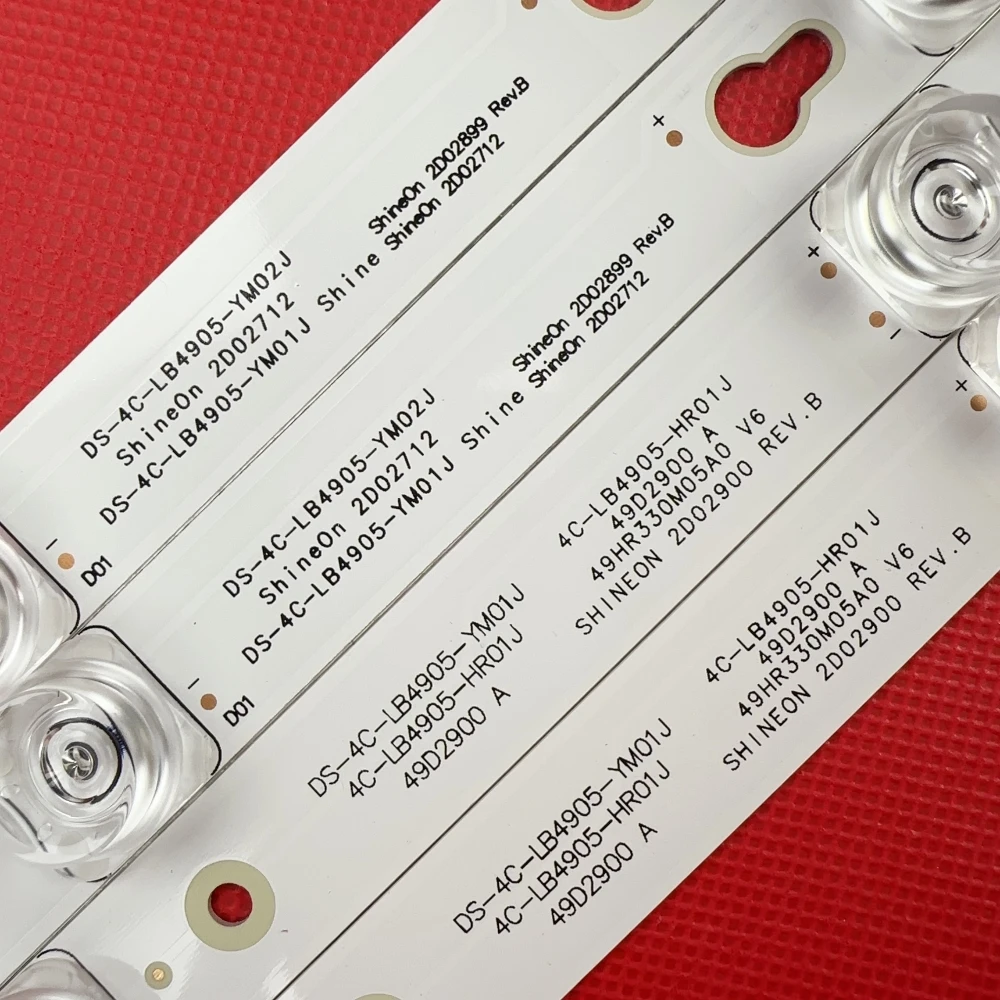 DS-4C-LB4905-YM02J
ShineOn 2D02712
DS-4C-LB4905-YM01J Shine
ShineOn 2D02899 Rev.B
ShineOn 2D02712
-
D01
+
DS-4C-LB4905-YM02J
ShineOn 2D02712
DS-4C-LB4905-YM01J Shine
ShineOn 2D02899 Rev.B
ShineOn 2D02712
-
D01
+
-
DS-4C-LB4905-YM01J
4C-LB4905-HR01J
49D2900 A
4C-LB4905-HR01J
49D2900 A
49HR330M05A0 V6
SHINEON 2D02900 REV.B
+
DS-4C-LB4905-YM01J
4C-LB4905-HR01J
49D2900 A
4C-LB4905-HR01J
49D2900 A
49HR330M05A0 V6
SHINEON 2D02900 REV.B